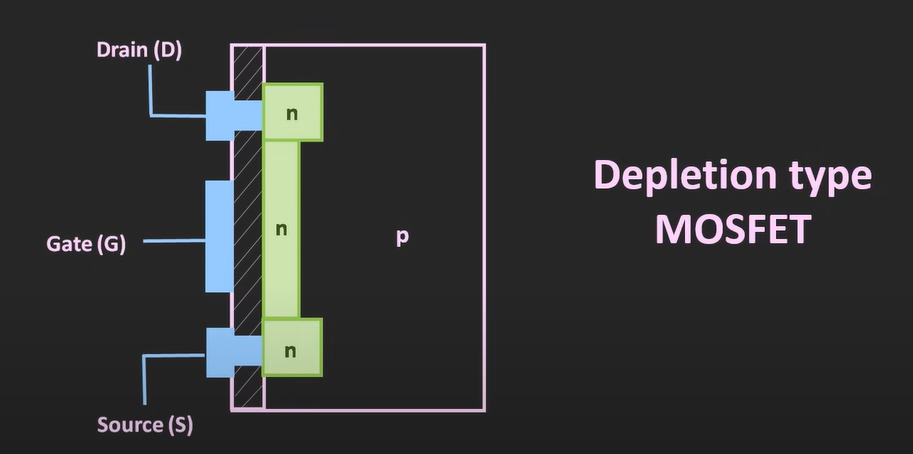 Drain (D)
n
Depletion type
MOSFET
Gate (G)
n
p
n
Source (S)